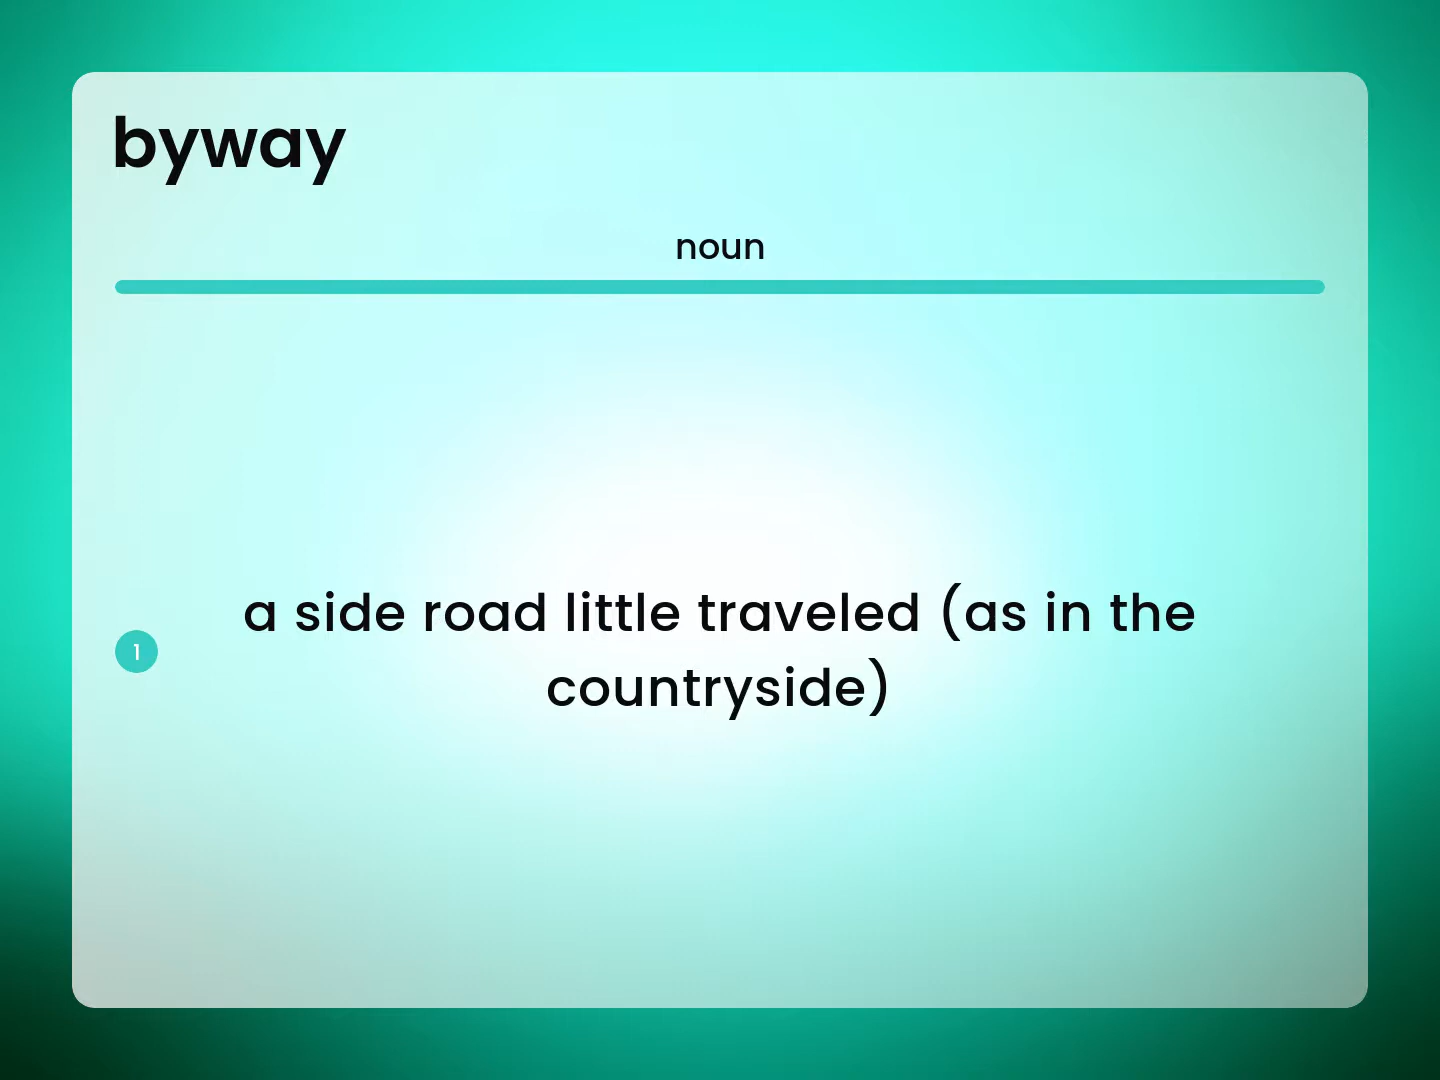 byway
noun
1
a side road little traveled (as in the
countryside)